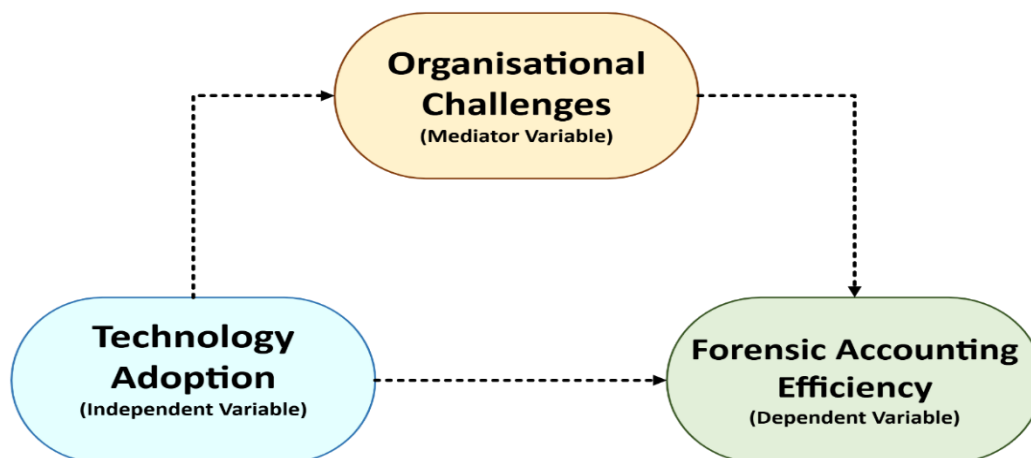 Organisational
Challenges
(Mediator Variable)
Technology
Adoption
(Independent Variable)
Forensic Accounting
Efficiency
(Dependent Variable)